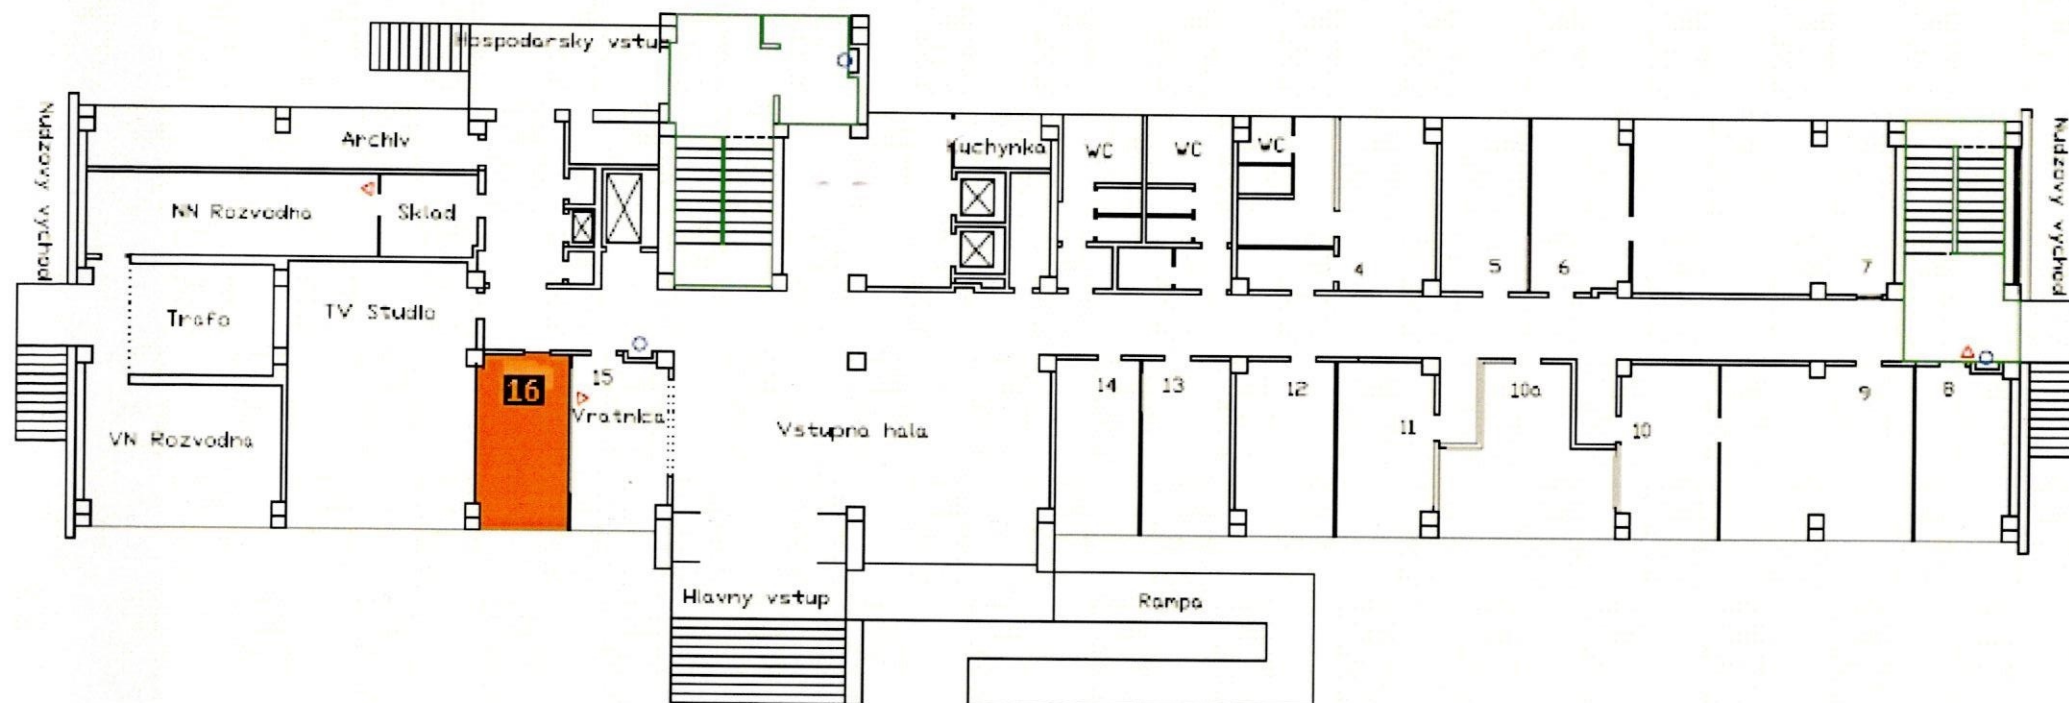 Hospodarsky vstup
Nudzovy vychod
Archiv
Kuchynka
WC
WC
WC
Nudzovy vychod
NN Rozvodna
Sklad
4
5
6
7
Trafo
TV Studio
16
15
Vratnica
14
13
12
11
10a
10
9
8
VN Rozvodna
Vstupna hala
Hlavny vstup
Rampa